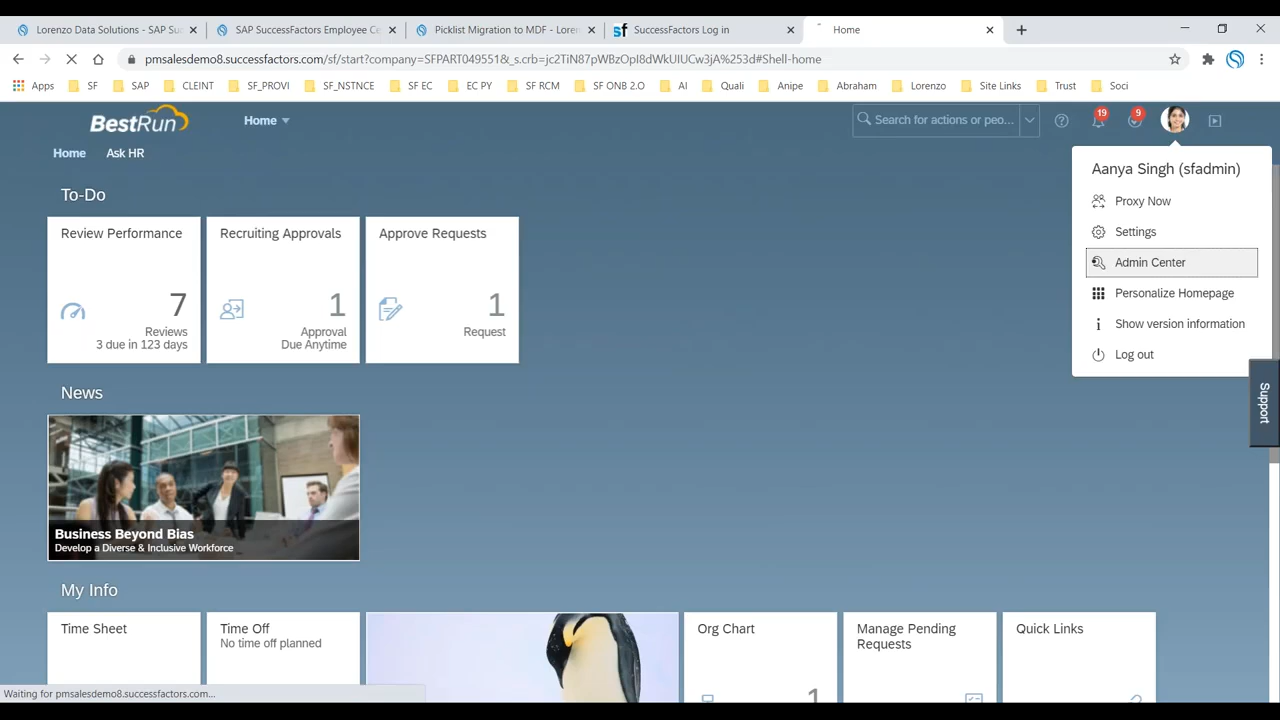 Lorenzo Data Solutions - SAP Su
SAP SuccessFactors Employee Ce
Picklist Migration to MDF - Loren
SuccessFactors Log in
Home
pmsalesdemo8.successfactors.com/sf/start?company=SFPART049551&_s.crb=jc2TiN87pWBzOpI8dWkUIUCw3jA%253d#Shell-home
Apps SF SAP CLEINT SF_PROVI SF_NSTNCE SF EC EC PY SF RCM SF ONB 2.O AI Quali Anipe Abraham Lorenzo Site Links Trust Soci
BestRun
Home
Search for actions or peo...
19
9
Home Ask HR
Aanya Singh (sfadmin)
Proxy Now
Settings
Admin Center
Personalize Homepage
Show version information
Log out
Support
To-Do
Review Performance
7
Reviews
3 due in 123 days
Recruiting Approvals
1
Approval
Due Anytime
Approve Requests
1
Request
News
Business Beyond Bias
Develop a Diverse & Inclusive Workforce
My Info
Time Sheet
Time Off
No time off planned
Org Chart
1
Manage Pending
Requests
Quick Links
Waiting for pmsalesdemo8.successfactors.com...